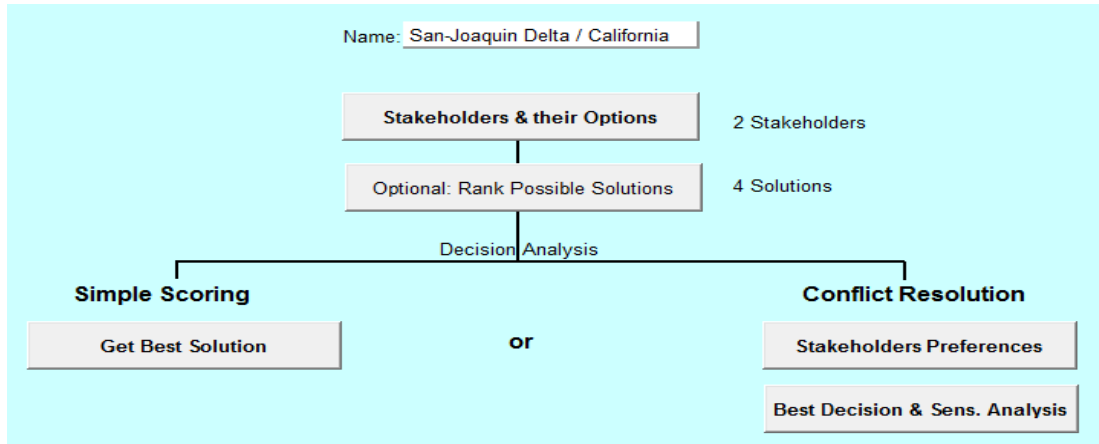 Name: San-Joaquin Delta / California
Stakeholders & their Options
2 Stakeholders
Optional: Rank Possible Solutions
4 Solutions
Decision Analysis
Simple Scoring
Conflict Resolution
Get Best Solution
or
Stakeholders Preferences
Best Decision & Sens. Analysis